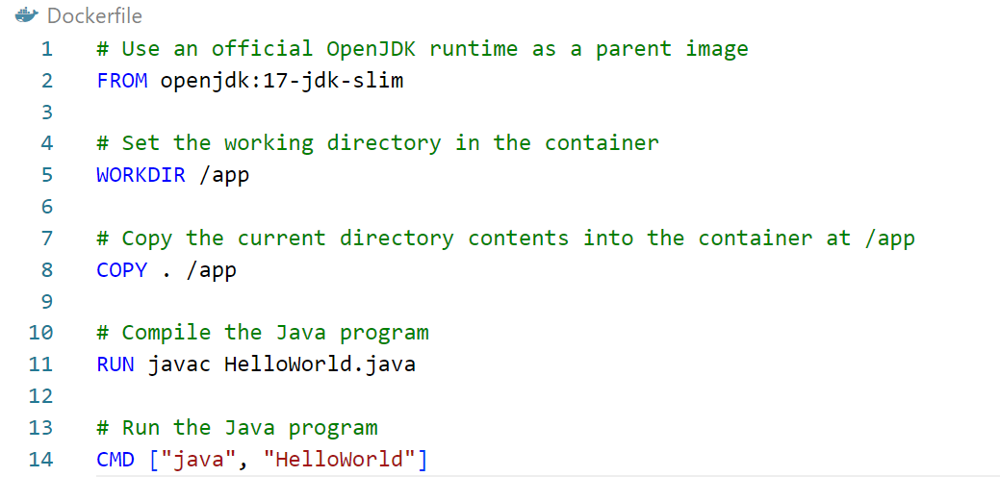 Dockerfile
1 # Use an official OpenJDK runtime as a parent image
2 FROM openjdk:17-jdk-slim
3
4 # Set the working directory in the container
5 WORKDIR /app
6
7 # Copy the current directory contents into the container at /app
8 COPY . /app
9
10 # Compile the Java program
11 RUN javac HelloWorld.java
12
13 # Run the Java program
14 CMD ["java", "HelloWorld"]